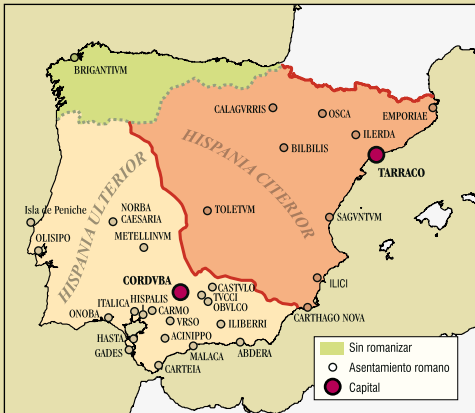 BRIGANTIVM
CALAGVRRIS
OSCA
EMPORIAE
ILERDA
BILBILIS
TARRACO
HISPANIA CITERIOR
HISPANIA ULTERIOR
Isla de Peniche
NORBA
CAESARIA
TOLETVM
SAGVNTVM
OLISIPO
METELLINVM
CORDVBA
CASTVLO
TVCCI
OBVLCO
ILICI
ITALICA
HISPALIS
CARMO
ONOBA
VRSO
ILIBERRI
CARTHAGO NOVA
HASTA
ACINIPPO
GADES
MALACA
ABDERA
CARTEIA
Sin romanizar
Asentamiento romano
Capital